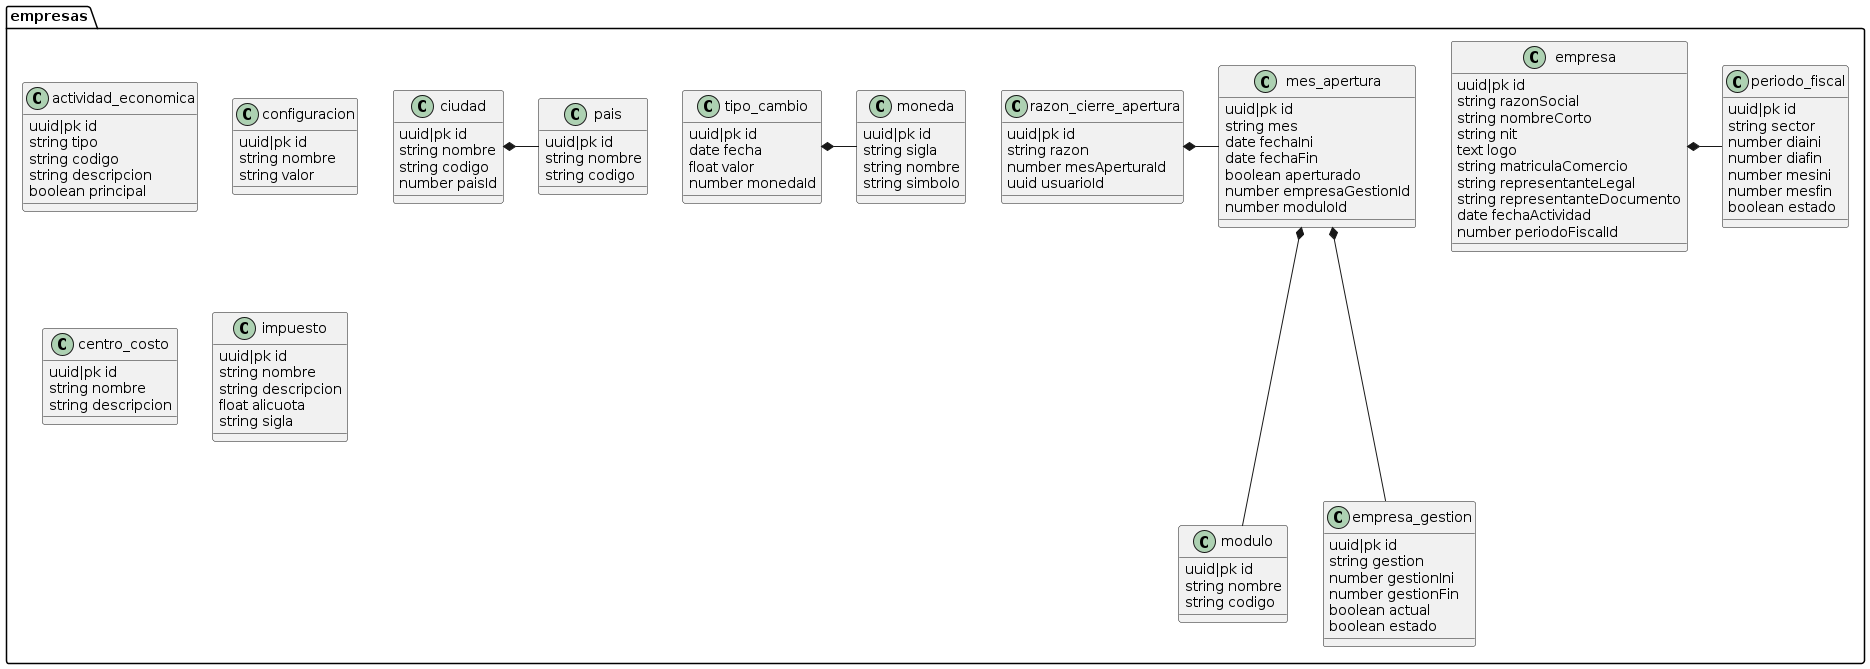 empresas
actividad_economica
uuid|pk id
string tipo
string codigo
string descripcion
boolean principal
configuracion
uuid|pk id
string nombre
string valor
ciudad
uuid|pk id
string nombre
string codigo
number paisId
pais
uuid|pk id
string nombre
string codigo
tipo_cambio
uuid|pk id
date fecha
float valor
number monedaId
moneda
uuid|pk id
string sigla
string nombre
string simbolo
razon_cierre_apertura
uuid|pk id
string razon
number mesAperturaId
uuid usuarioId
mes_apertura
uuid|pk id
string mes
date fechaIni
date fechaFin
boolean aperturado
number empresaGestionId
number moduloId
empresa
uuid|pk id
string razonSocial
string nombreCorto
string nit
text logo
string matriculaComercio
string representanteLegal
string representanteDocumento
date fechaActividad
number periodoFiscalId
periodo_fiscal
uuid|pk id
string sector
number diaini
number diafin
number mesini
number mesfin
boolean estado
centro_costo
uuid|pk id
string nombre
string descripcion
impuesto
uuid|pk id
string nombre
string descripcion
float alicuota
string sigla
modulo
uuid|pk id
string nombre
string codigo
empresa_gestion
uuid|pk id
string gestion
number gestionIni
number gestionFin
boolean actual
boolean estado